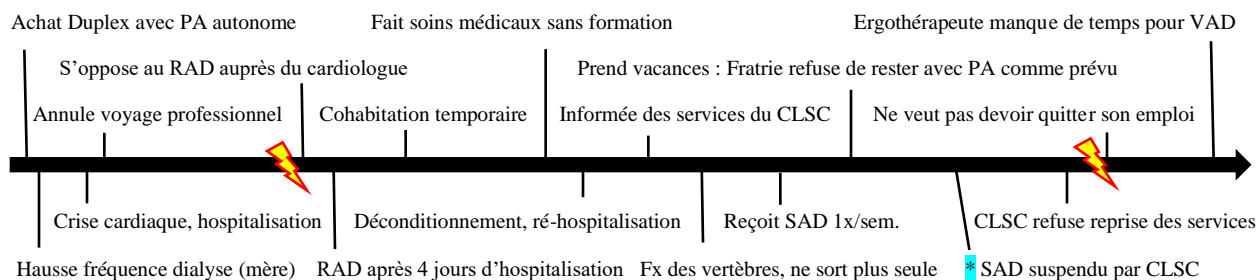 Achat Duplex avec PA autonome
Fait soins médicaux sans formation
Ergothérapeute manque de temps pour VAD
S’oppose au RAD auprès du cardiologue
Prend vacances : Fratrie refuse de rester avec PA comme prévu
Annule voyage professionnel
Cohabitation temporaire
Informée des services du CLSC
Ne veut pas devoir quitter son emploi
Crise cardiaque, hospitalisation
Déconditionnement, ré-hospitalisation
Reçoit SAD 1x/sem.
CLSC refuse reprise des services
Hausse fréquence dialyse (mère)
RAD après 4 jours d’hospitalisation
Fx des vertèbres, ne sort plus seule
* SAD suspendu par CLSC